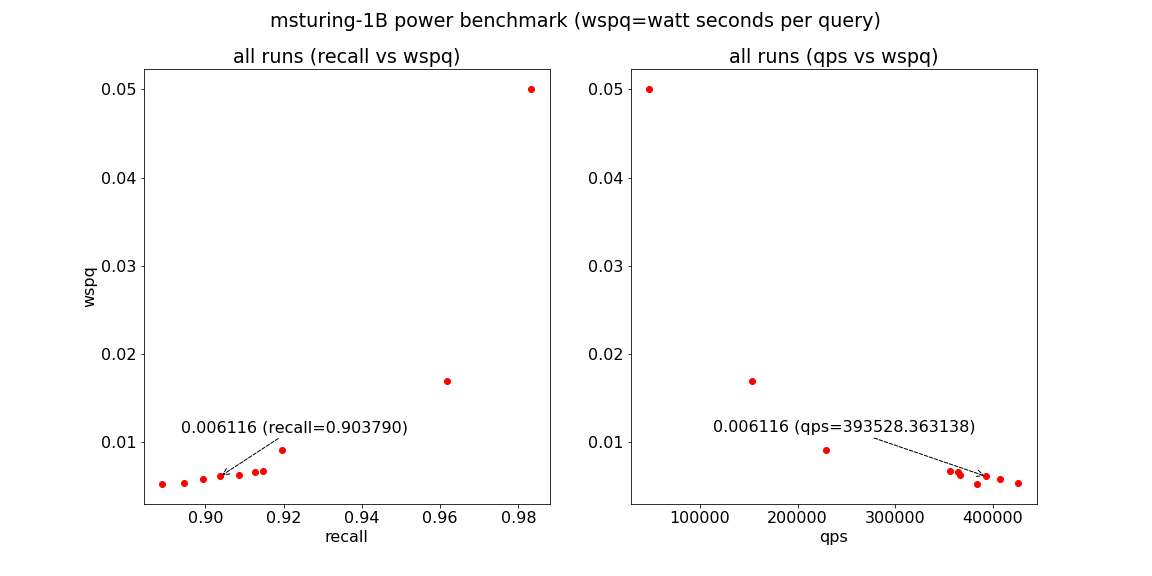 msturing-1B power benchmark (wspq=watt seconds per query)
all runs (recall vs wspq)
0.05
0.04
0.03
0.02
0.01
wspq
0.006116 (recall=0.903790)
0.90 0.92 0.94 0.96 0.98
recall
all runs (qps vs wspq)
0.05
0.04
0.03
0.02
0.01
0.006116 (qps=393528.363138)
100000 200000 300000 400000
qps